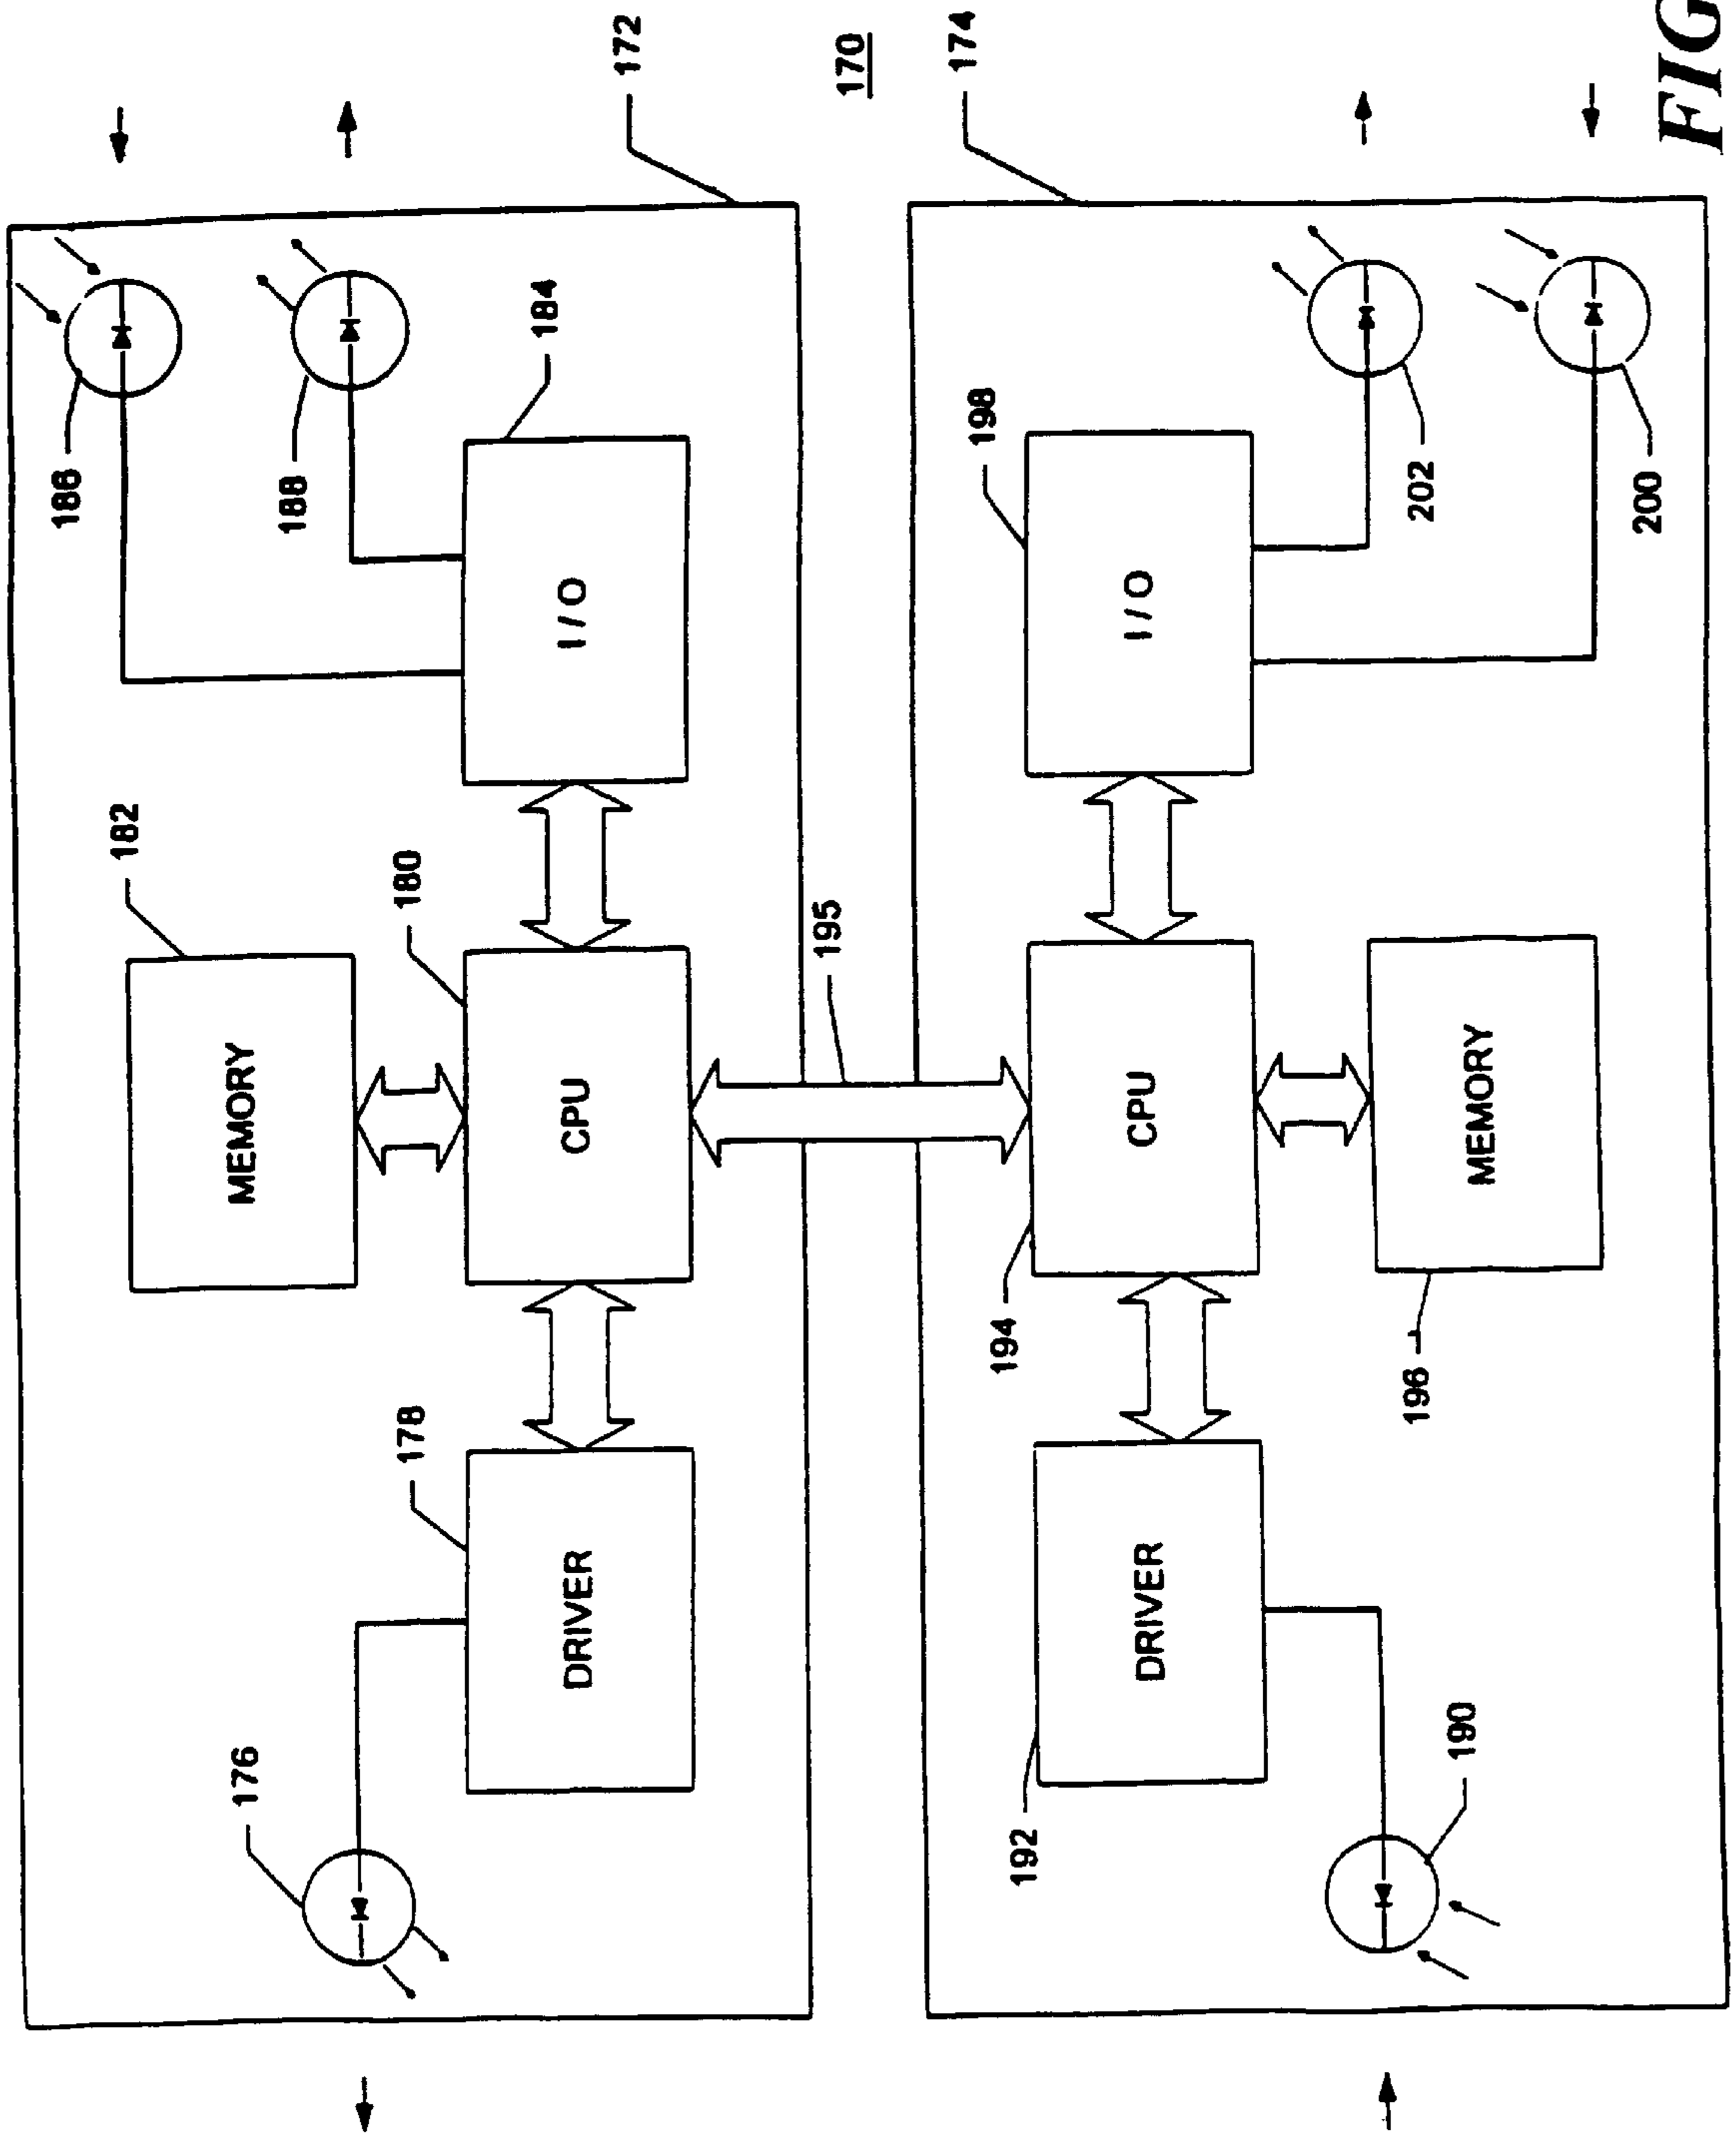 186
182
176
MEMORY
188
178
180
184
DRIVER
CPU
I/O
172
195
170
174
192
194
198
DRIVER
CPU
I/O
196
202
190
MEMORY
200
FIG